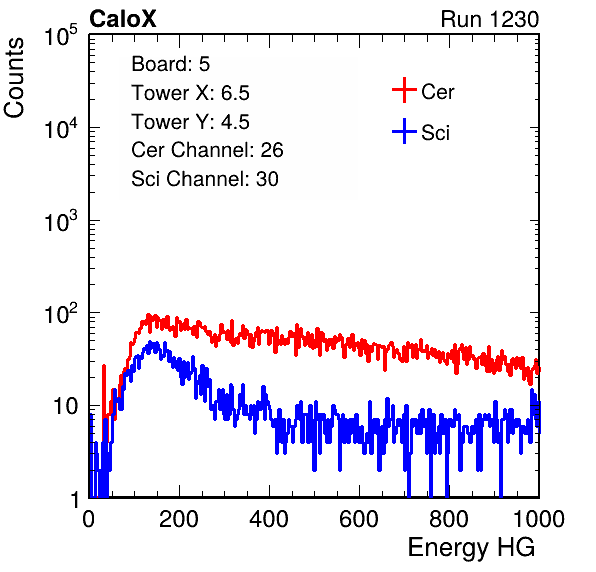 CaloX
Run 1230
Board: 5
Tower X: 6.5
Tower Y: 4.5
Cer Channel: 26
Sci Channel: 30
Cer
Sci
Counts
10^5
10^4
10^3
10^2
10
1
0 200 400 600 800 1000
Energy HG